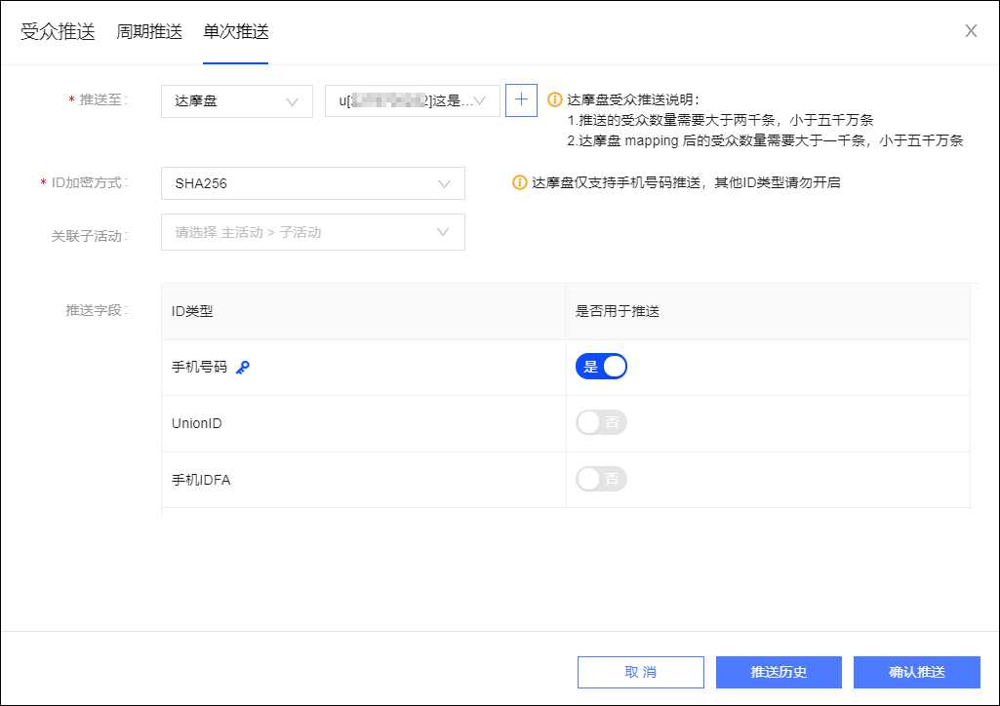 受众推送 周期推送 单次推送
* 推送至: 达摩盘 u[ 2]这是... 达摩盘受众推送说明:
1.推送的受众数量需要大于两千条，小于五千万条
2.达摩盘 mapping 后的受众数量需要大于一千条，小于五千万条
* ID加密方式: SHA256 达摩盘仅支持手机号码推送，其他ID类型请勿开启
关联子活动: 请选择 主活动 > 子活动
推送字段: ID类型 是否用于推送
手机号码 是
UnionID 否
手机IDFA 否
取 消 推送历史 确认推送